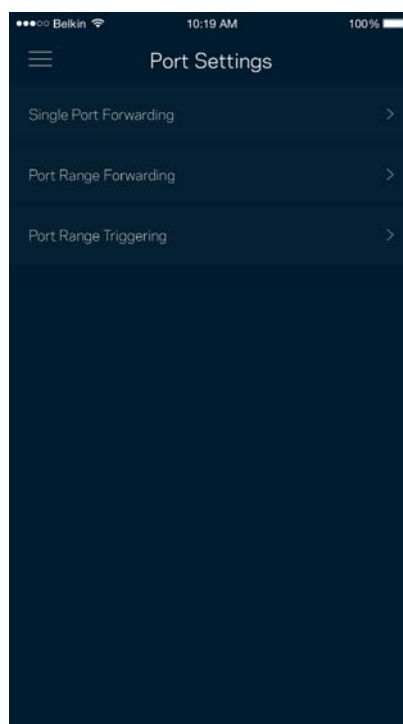 Belkin 10:19 AM 100%
Port Settings
Single Port Forwarding
Port Range Forwarding
Port Range Triggering